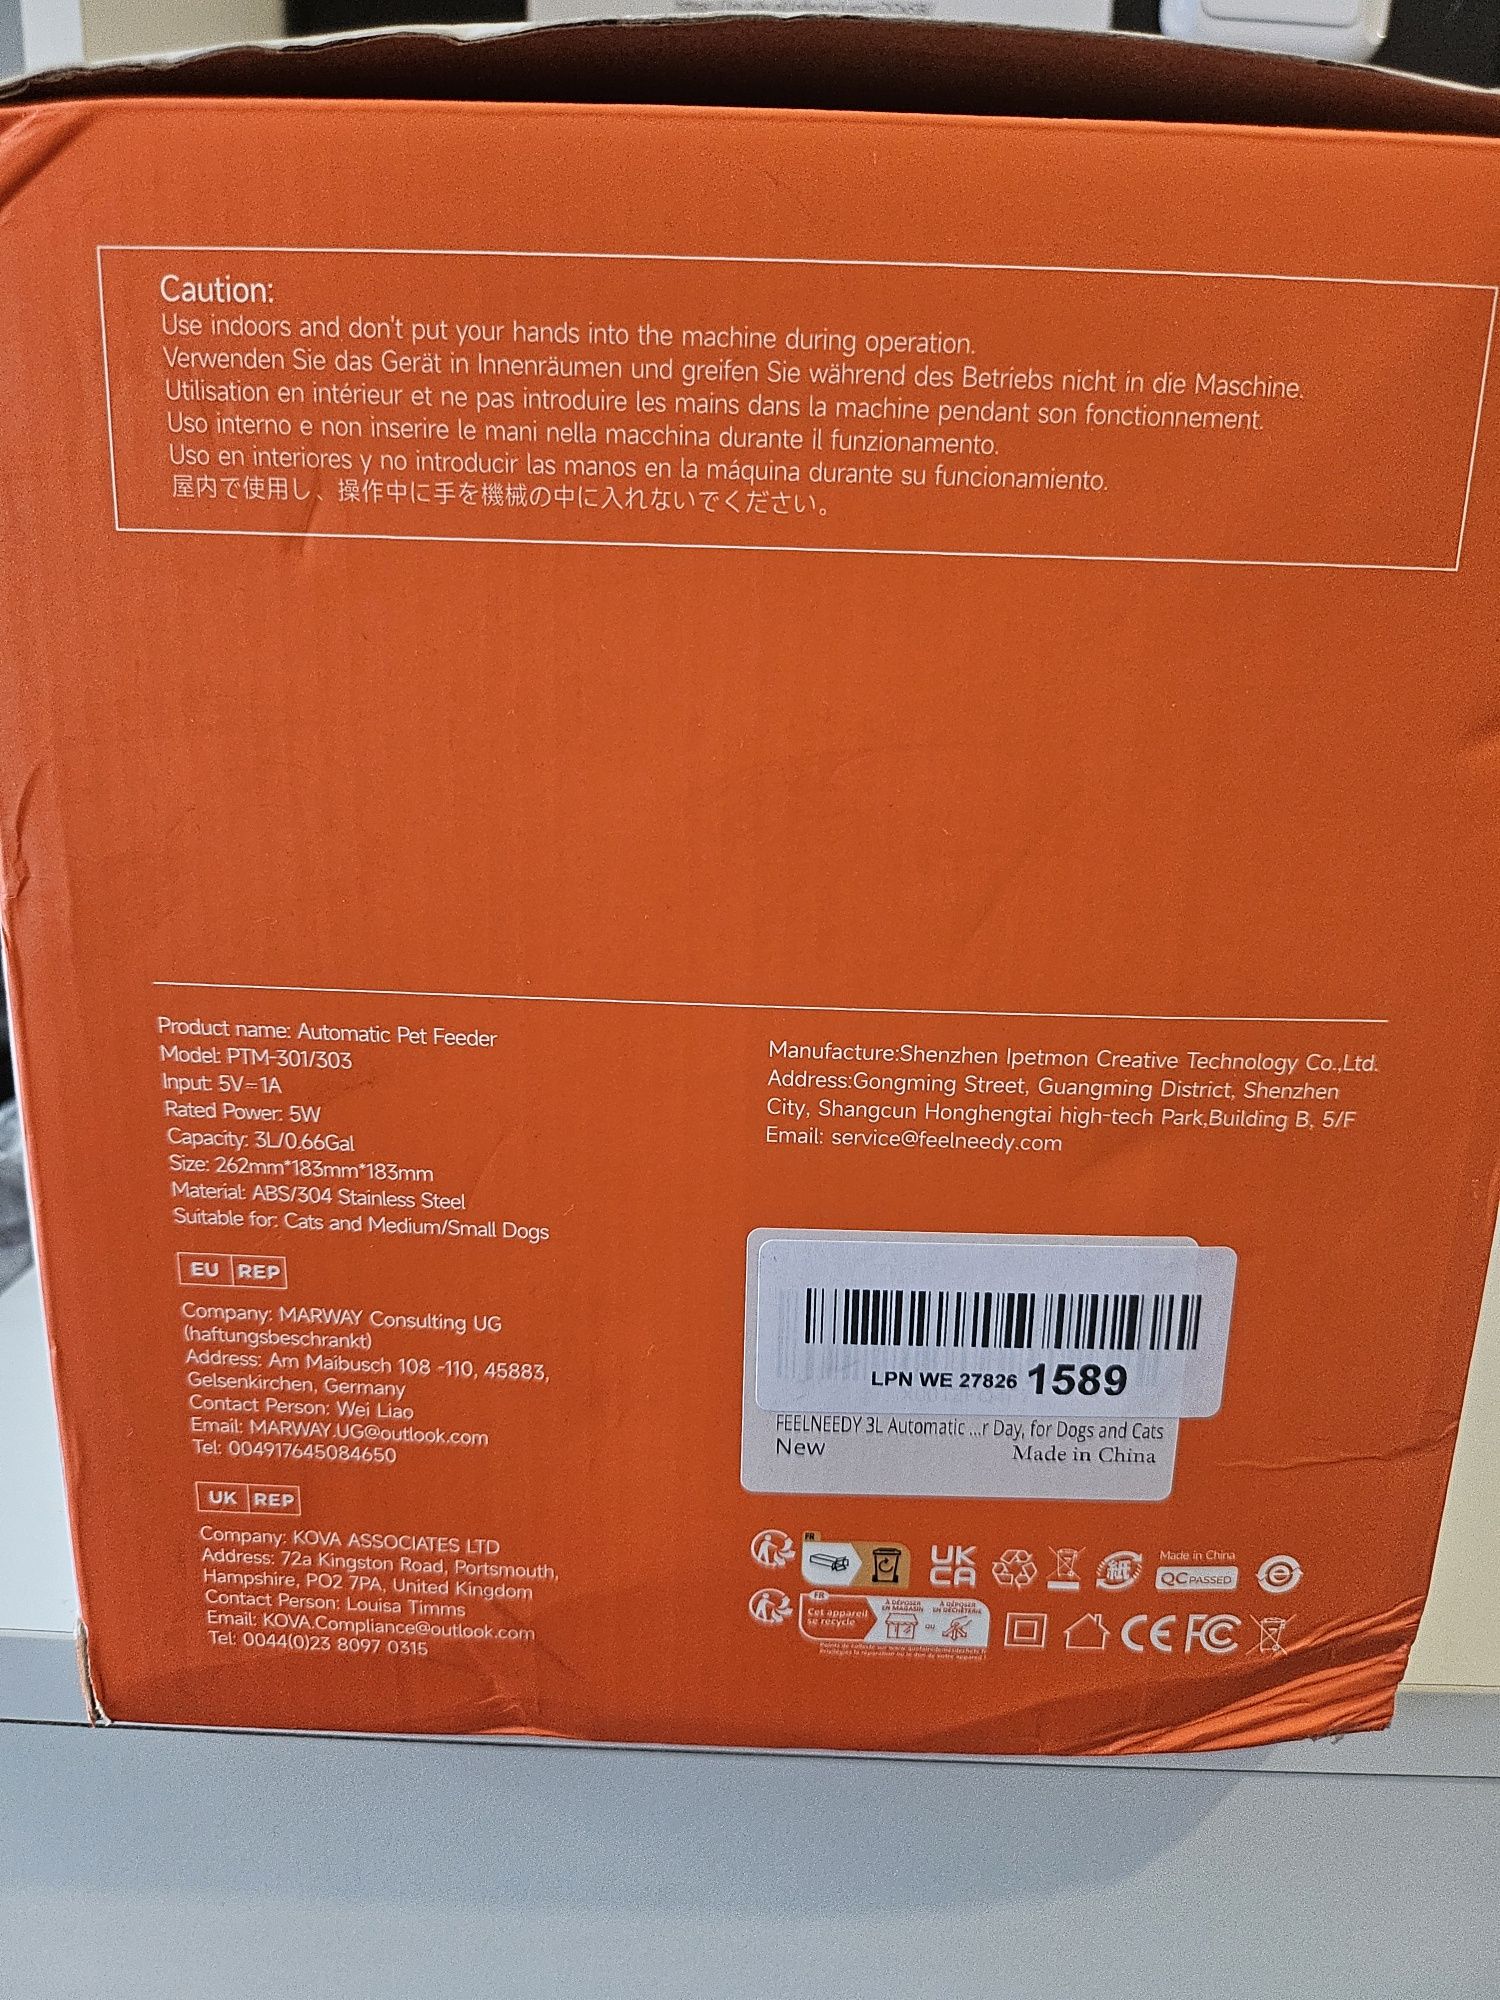 Caution:
Use indoors and don't put your hands into the machine during operation.
Verwenden Sie das Gerät in Innenräumen und greifen Sie während des Betriebs nicht in die Maschine.
Utilisation en intérieur et ne pas introduire les mains dans la machine pendant son fonctionnement.
Uso interno e non inserire le mani nella macchina durante il funzionamento.
Uso en interiores y no introducir las manos en la máquina durante su funcionamiento.
屋内で使用し、操作中に手を機械の中に入れないでください。
Product name: Automatic Pet Feeder
Model: PTM-301/303
Input: 5V=1A
Rated Power: 5W
Capacity: 3L/0.66Gal
Size: 262mm*183mm*183mm
Material: ABS/304 Stainless Steel
Suitable for: Cats and Medium/Small Dogs
EU REP
Company: MARWAY Consulting UG
(haftungsbeschrankt)
Address: Am Maibusch 108 -110, 45883,
Gelsenkirchen, Germany
Contact Person: Wei Liao
Email: MARWAY.UG@outlook.com
Tel: 004917645084650
UK REP
Company: KOVA ASSOCIATES LTD
Address: 72a Kingston Road, Portsmouth,
Hampshire, PO2 7PA, United Kingdom
Contact Person: Louisa Timms
Email: KOVA.Compliance@outlook.com
Tel: 0044(0)23 8097 0315
Manufacture:Shenzhen Ipetmon Creative Technology Co.,Ltd.
Address:Gongming Street, Guangming District, Shenzhen
City, Shangcun Honghengtai high-tech Park,Building B, 5/F
Email: service@feelneedy.com
LPN WE 27826 1589
FEELNEEDY 3L Automatic ...r Day, for Dogs and Cats
New
Made in China
FR
UK
CA
紙
Made in China
QC PASSED
e
FR
Cet appareil
se recycle
À DÉPOSER
EN MAGASIN
OU
À DÉPOSER
EN DÉCHÈTERIE
CE FC